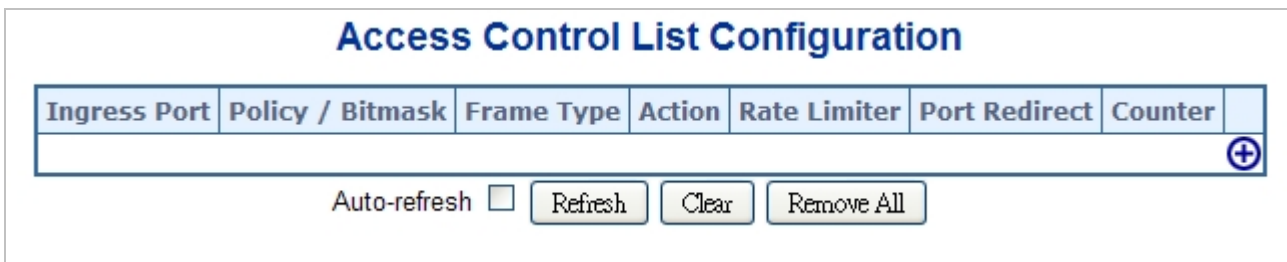 Access Control List Configuration
Ingress Port Policy / Bitmask Frame Type Action Rate Limiter Port Redirect Counter
Auto-refresh Refresh Clear Remove All